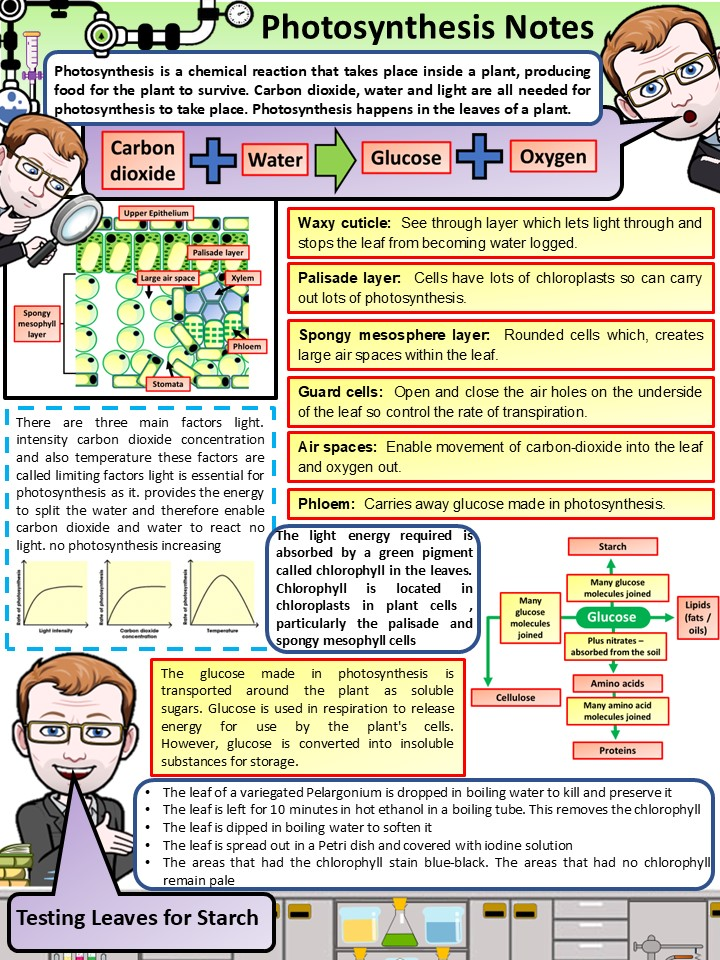 Photosynthesis Notes
Photosynthesis is a chemical reaction that takes place inside a plant, producing
food for the plant to survive. Carbon dioxide, water and light are all needed for
photosynthesis to take place. Photosynthesis happens in the leaves of a plant.
Carbon
dioxide
Water
Glucose
Oxygen
Upper Epithelium
Palisade layer
Large air space
Xylem
Spongy
mesophyll
layer
Phloem
Stomata
Waxy cuticle: See through layer which lets light through and
stops the leaf from becoming water logged.
Palisade layer: Cells have lots of chloroplasts so can carry
out lots of photosynthesis.
Spongy mesosphere layer: Rounded cells which, creates
large air spaces within the leaf.
Guard cells: Open and close the air holes on the underside
of the leaf so control the rate of transpiration.
Air spaces: Enable movement of carbon-dioxide into the leaf
and oxygen out.
Phloem: Carries away glucose made in photosynthesis.
There are three main factors light.
intensity carbon dioxide concentration
and also temperature these factors are
called limiting factors light is essential for
photosynthesis as it. provides the energy
to split the water and therefore enable
carbon dioxide and water to react no
light. no photosynthesis increasing
Rate of photosynthesis
Light intensity
Rate of photosynthesis
Carbon dioxide
concentration
Rate of photosynthesis
Temperature
The light energy required is
absorbed by a green pigment
called chlorophyll in the leaves.
Chlorophyll is located in
chloroplasts in plant cells ,
particularly the palisade and
spongy mesophyll cells
Starch
Many glucose
molecules joined
Many
glucose
molecules
joined
Glucose
Lipids
(fats /
oils)
Plus nitrates –
absorbed from the soil
Amino acids
Cellulose
Many amino acid
molecules joined
Proteins
The glucose made in photosynthesis is
transported around the plant as soluble
sugars. Glucose is used in respiration to release
energy for use by the plant's cells.
However, glucose is converted into insoluble
substances for storage.
• The leaf of a variegated Pelargonium is dropped in boiling water to kill and preserve it
• The leaf is left for 10 minutes in hot ethanol in a boiling tube. This removes the chlorophyll
• The leaf is dipped in boiling water to soften it
• The leaf is spread out in a Petri dish and covered with iodine solution
• The areas that had the chlorophyll stain blue-black. The areas that had no chlorophyll
remain pale
Testing Leaves for Starch